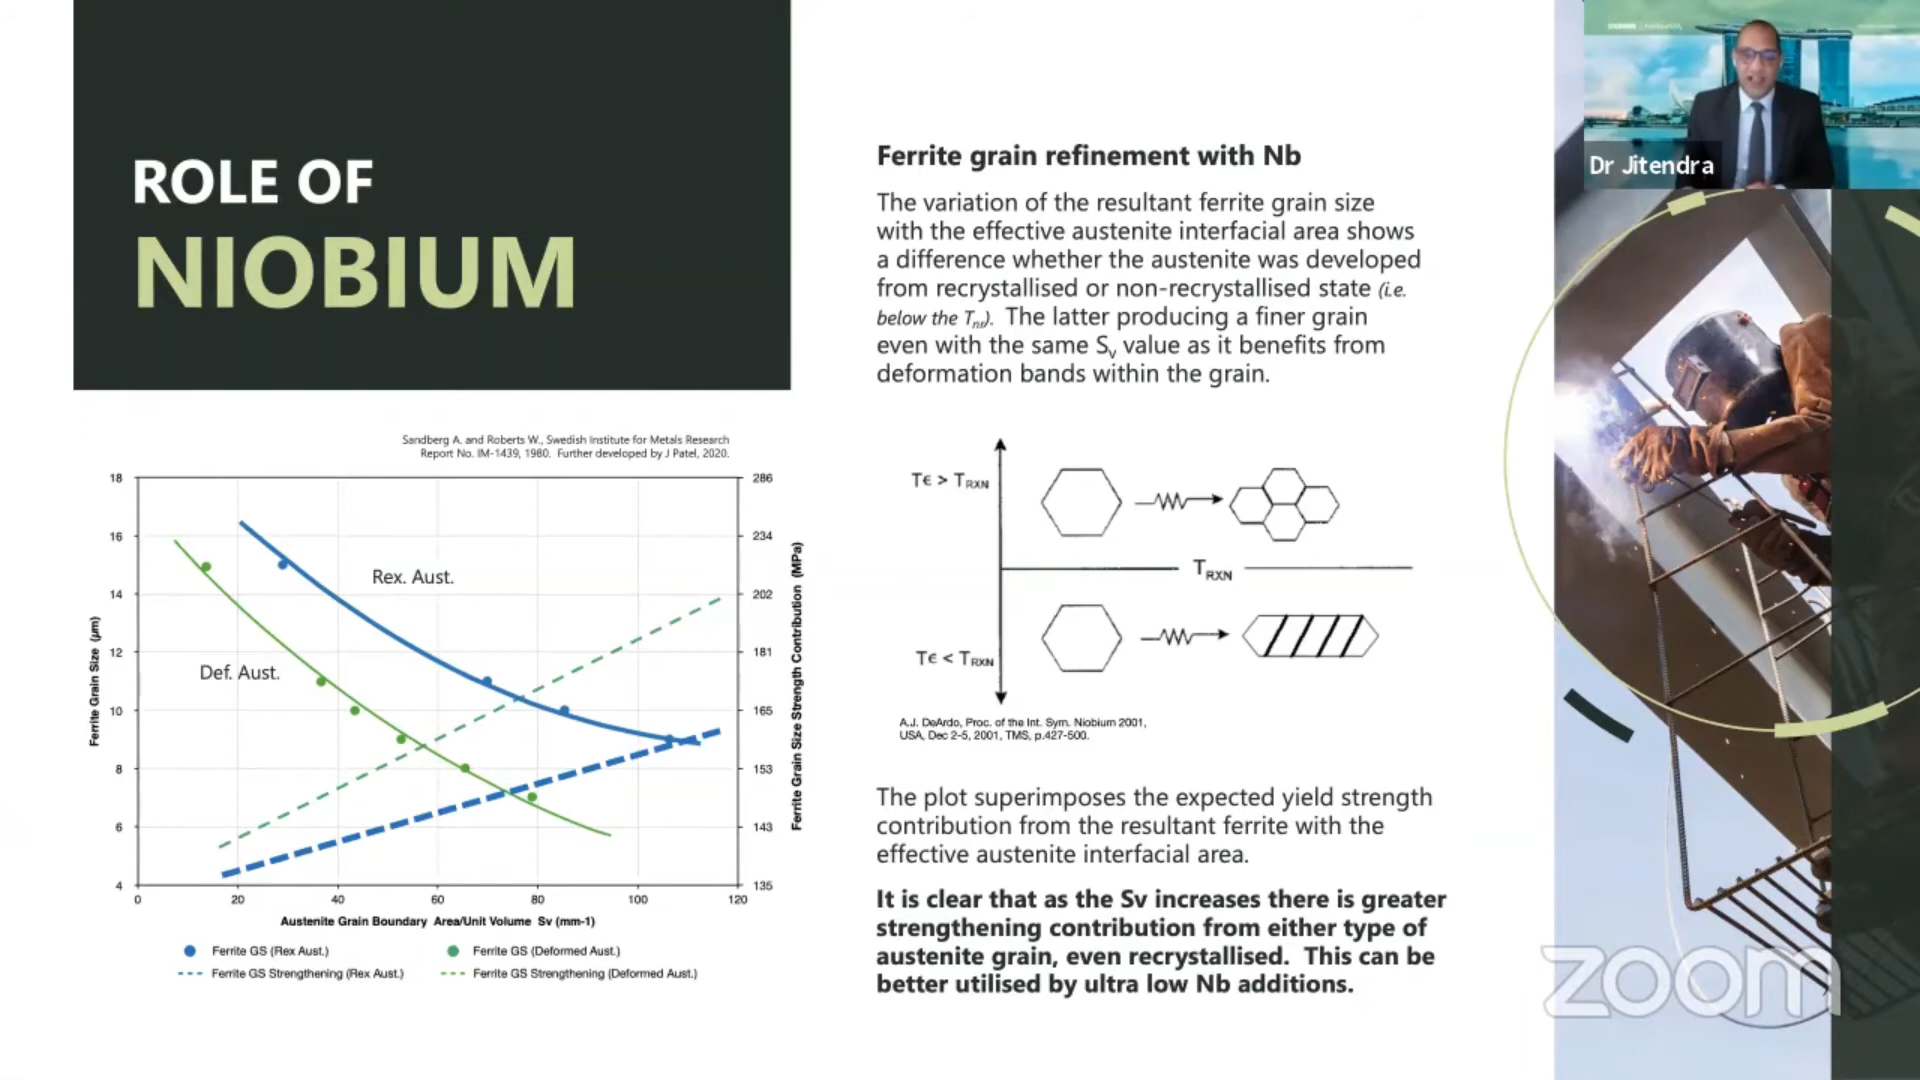 ROLE OF
NIOBIUM
Sandberg A. and Roberts W., Swedish Institute for Metals Research
Report No. IM-1439, 1980. Further developed by J Patel, 2020.
18
16
14
12
10
8
6
4
Ferrite Grain Size (µm)
286
234
202
181
165
153
143
135
Ferrite Grain Size Strength Contribution (MPa)
Rex. Aust.
Def. Aust.
0 20 40 60 80 100 120
Austenite Grain Boundary Area/Unit Volume Sv (mm-1)
Ferrite GS (Rex Aust.) Ferrite GS (Deformed Aust.)
Ferrite GS Strengthening (Rex Aust.) Ferrite GS Strengthening (Deformed Aust.)
Ferrite grain refinement with Nb
The variation of the resultant ferrite grain size
with the effective austenite interfacial area shows
a difference whether the austenite was developed
from recrystallised or non-recrystallised state (i.e.
below the Tnr). The latter producing a finer grain
even with the same Sv value as it benefits from
deformation bands within the grain.
Tϵ > TRXN
TRXN
Tϵ < TRXN
A.J. DeArdo, Proc. of the Int. Sym. Niobium 2001,
USA, Dec 2-5, 2001, TMS, p.427-500.
The plot superimposes the expected yield strength
contribution from the resultant ferrite with the
effective austenite interfacial area.
It is clear that as the Sv increases there is greater
strengthening contribution from either type of
austenite grain, even recrystallised. This can be
better utilised by ultra low Nb additions.
Dr Jitendra
zoom